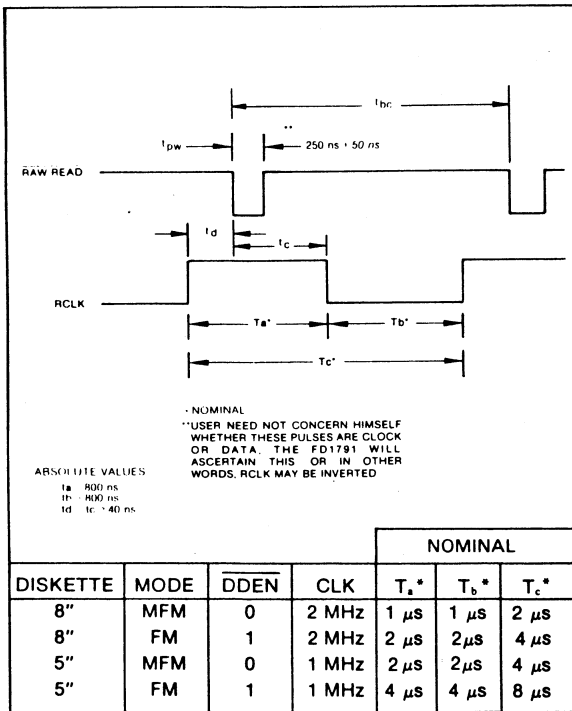 tbc
**
tpw
250 ns ± 50 ns
RAW READ
td
tc
RCLK
Ta*
Tb*
Tc*
* NOMINAL
**USER NEED NOT CONCERN HIMSELF
WHETHER THESE PULSES ARE CLOCK
OR DATA. THE FD1791 WILL
ASCERTAIN THIS OR IN OTHER
WORDS, RCLK MAY BE INVERTED
ABSOLUTE VALUES
ta 800 ns
tb 800 ns
td tc 40 ns
NOMINAL
DISKETTE MODE DDEN CLK Ta* Tb* Tc*
8" MFM 0 2 MHz 1 µs 1 µs 2 µs
8" FM 1 2 MHz 2 µs 2µs 4 µs
5" MFM 0 1 MHz 2 µs 2µs 4 µs
5" FM 1 1 MHz 4 µs 4 µs 8 µs